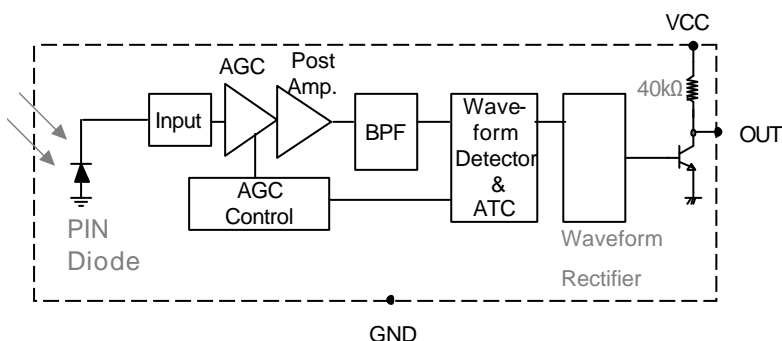 VCC
Post
AGC
Amp.
40kΩ
Input
BPF
Wave-
form
Detector
&
ATC
OUT
AGC
Control
PIN
Diode
Waveform
Rectifier
GND